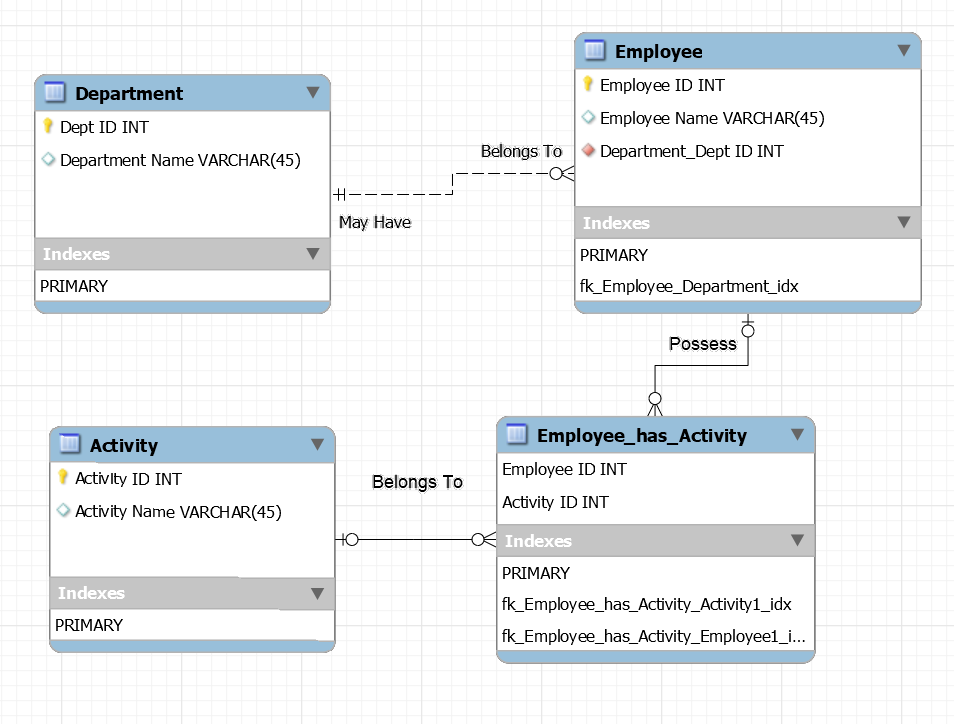 Department
Dept ID INT
Department Name VARCHAR(45)
Indexes
PRIMARY
Belongs To
May Have
Employee
Employee ID INT
Employee Name VARCHAR(45)
Department_Dept ID INT
Indexes
PRIMARY
fk_Employee_Department_idx
Possess
Activity
Activity ID INT
Activity Name VARCHAR(45)
Indexes
PRIMARY
Belongs To
Employee_has_Activity
Employee ID INT
Activity ID INT
Indexes
PRIMARY
fk_Employee_has_Activity_Activity1_idx
fk_Employee_has_Activity_Employee1_i...